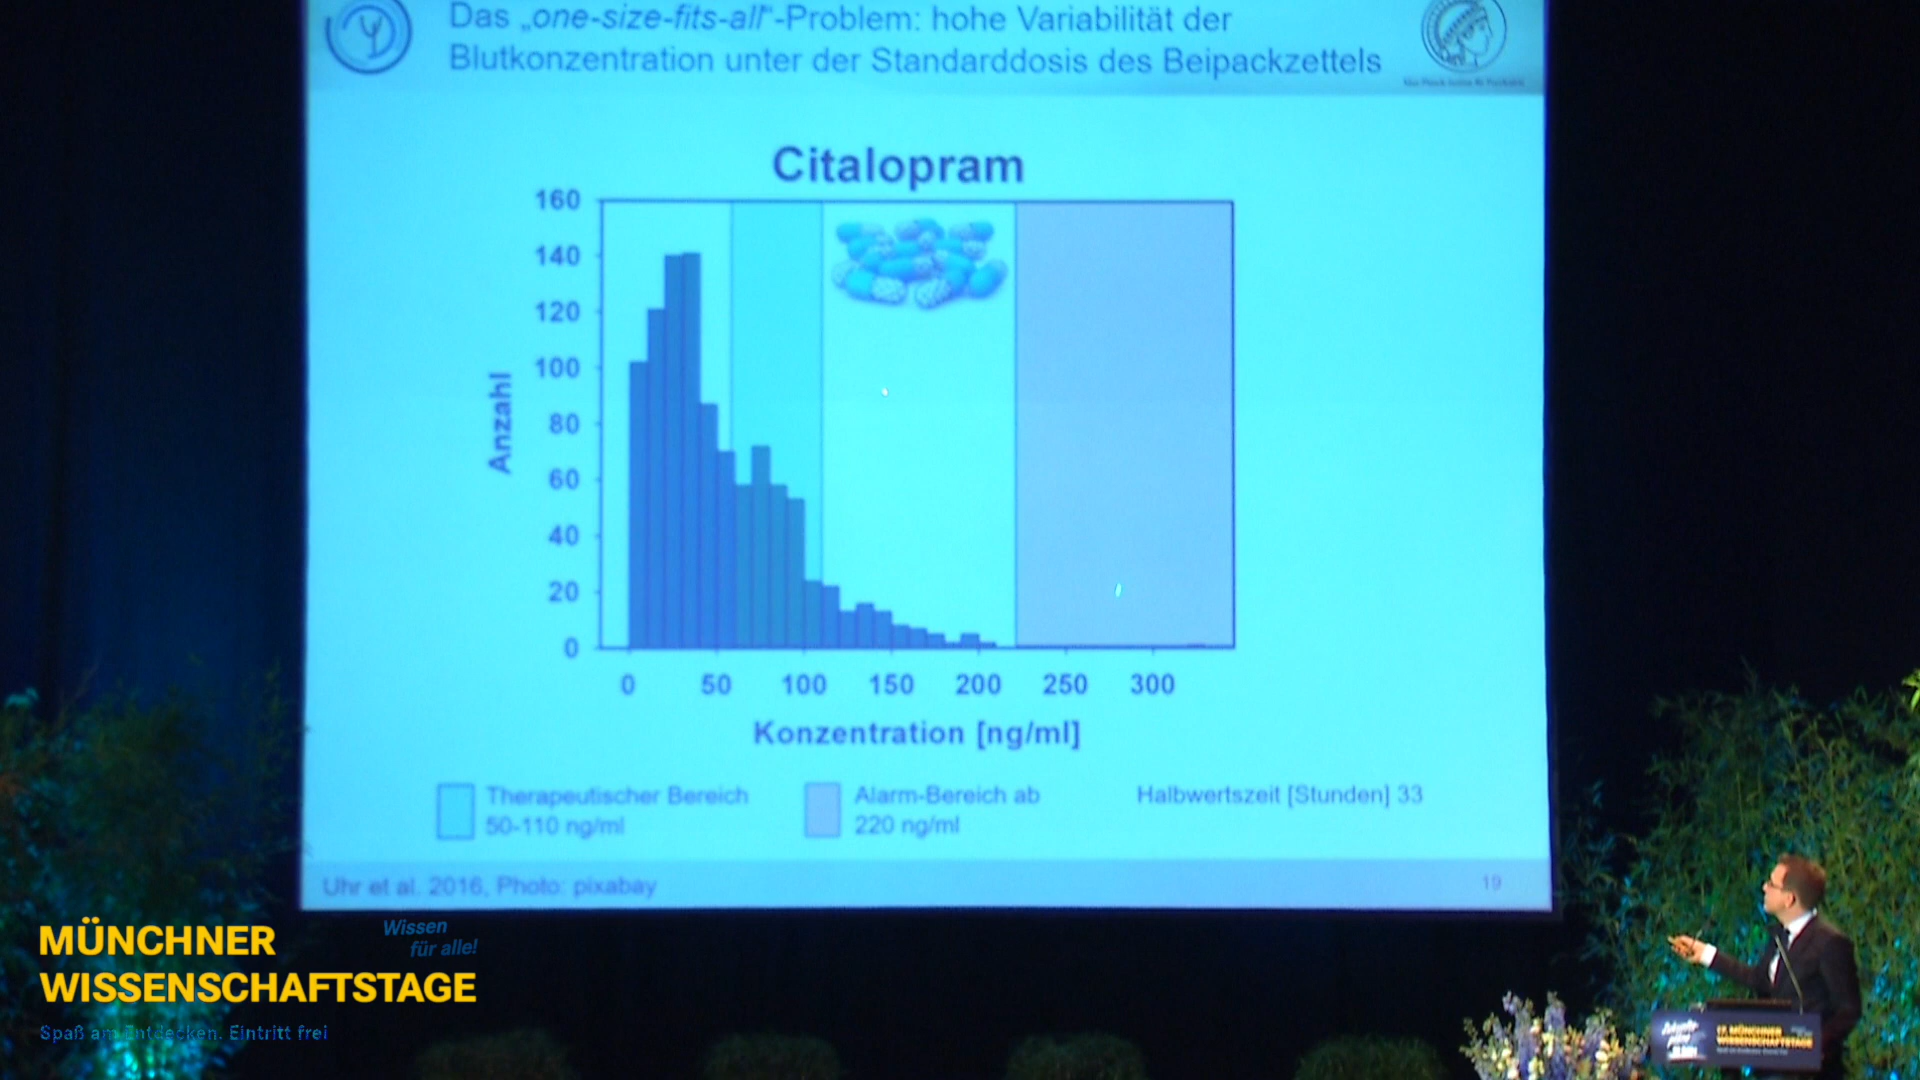 Das „one-size-fits-all“-Problem: hohe Variabilität der
Blutkonzentration unter der Standarddosis des Beipackzettels
Citalopram
160
140
120
100
80
60
40
20
0
Anzahl
0 50 100 150 200 250 300
Konzentration [ng/ml]
Therapeutischer Bereich
50-110 ng/ml
Alarm-Bereich ab
220 ng/ml
Halbwertszeit [Stunden] 33
Uhr et al. 2016, Photo: pixabay
19
MÜNCHNER
WISSENSCHAFTSTAGE
Wissen
für alle!
Spaß am Entdecken. Eintritt frei
17. MÜNCHNER
WISSENSCHAFTSTAGE